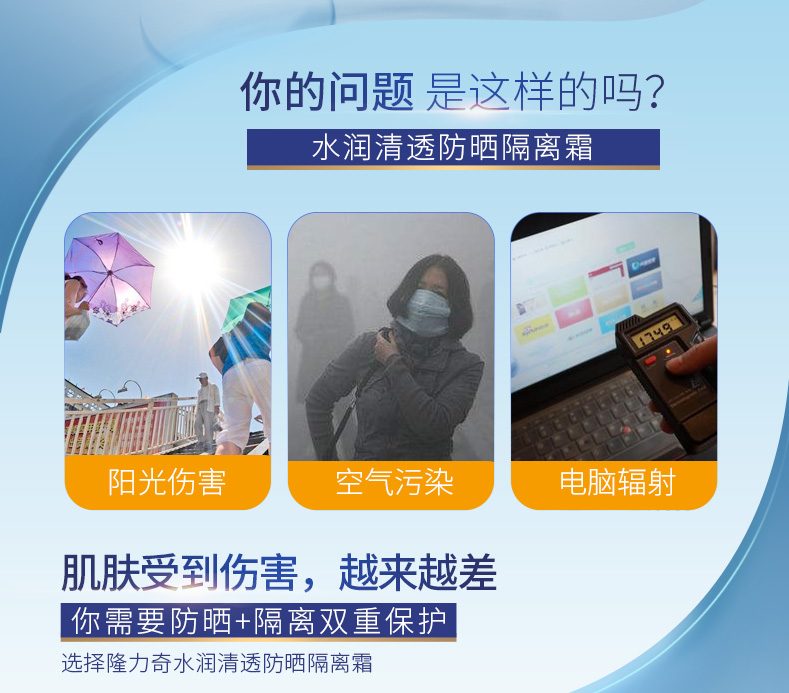 你的问题 是这样的吗?
水润清透防晒隔离霜
1749
阳光伤害
空气污染
电脑辐射
肌肤受到伤害，越来越差
你需要防晒+隔离双重保护
选择隆力奇水润清透防晒隔离霜